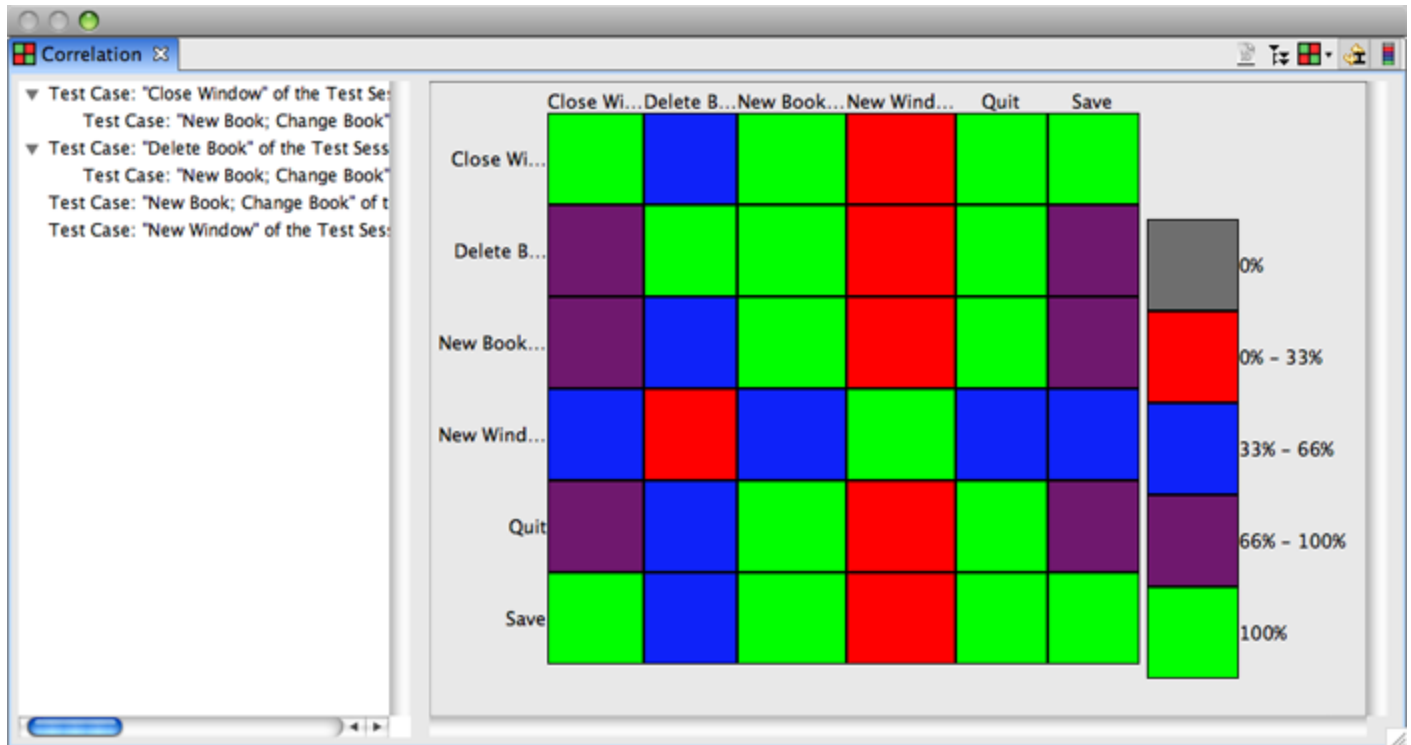 Correlation
Test Case: "Close Window" of the Test Se
Test Case: "New Book; Change Book"
Test Case: "Delete Book" of the Test Sess
Test Case: "New Book; Change Book"
Test Case: "New Book; Change Book" of t
Test Case: "New Window" of the Test Ses
Close Wi... Delete B... New Book... New Wind... Quit Save
Close Wi...
Delete B...
New Book...
New Wind...
Quit
Save
0%
0% - 33%
33% - 66%
66% - 100%
100%